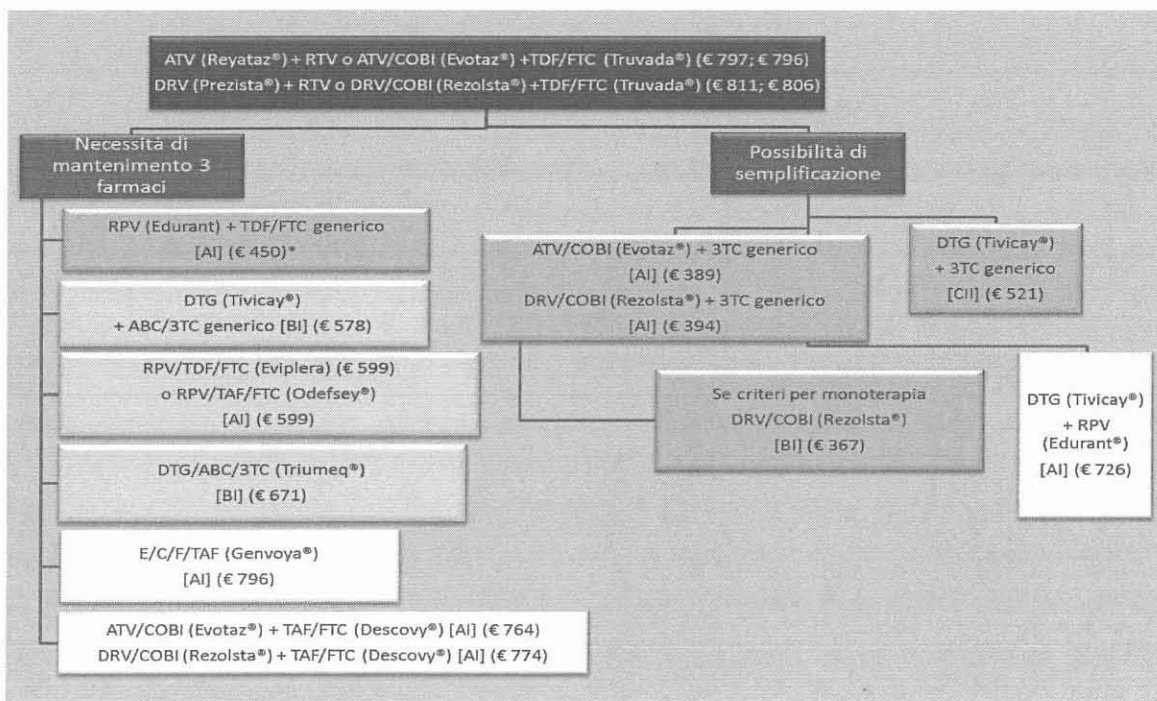 ATV (Reyataz®) + RTV o ATV/COBI (Evotaz®) +TDF/FTC (Truvada®) (€ 797; € 796)
DRV (Prezista®) + RTV o DRV/COBI (Rezolsta®) +TDF/FTC (Truvada®) (€ 811; € 806)
Necessità di
mantenimento 3
farmaci
RPV (Edurant) + TDF/FTC generico
[AI] (€ 450)*
DTG (Tivicay®)
+ ABC/3TC generico [BI] (€ 578)
RPV/TDF/FTC (Eviplera) (€ 599)
o RPV/TAF/FTC (Odefsey®)
[AI] (€ 599)
DTG/ABC/3TC (Triumeq®)
[BI] (€ 671)
E/C/F/TAF (Genvoya®)
[AI] (€ 796)
ATV/COBI (Evotaz®) + TAF/FTC (Descovy®) [AI] (€ 764)
DRV/COBI (Rezolsta®) + TAF/FTC (Descovy®) [AI] (€ 774)
Possibilità di
semplificazione
ATV/COBI (Evotaz®) + 3TC generico
[AI] (€ 389)
DRV/COBI (Rezolsta®) + 3TC generico
[AI] (€ 394)
DTG (Tivicay®)
+ 3TC generico
[CII] (€ 521)
Se criteri per monoterapia
DRV/COBI (Rezolsta®)
[BI] (€ 367)
DTG (Tivicay®)
+ RPV
(Edurant®)
[AI] (€ 726)